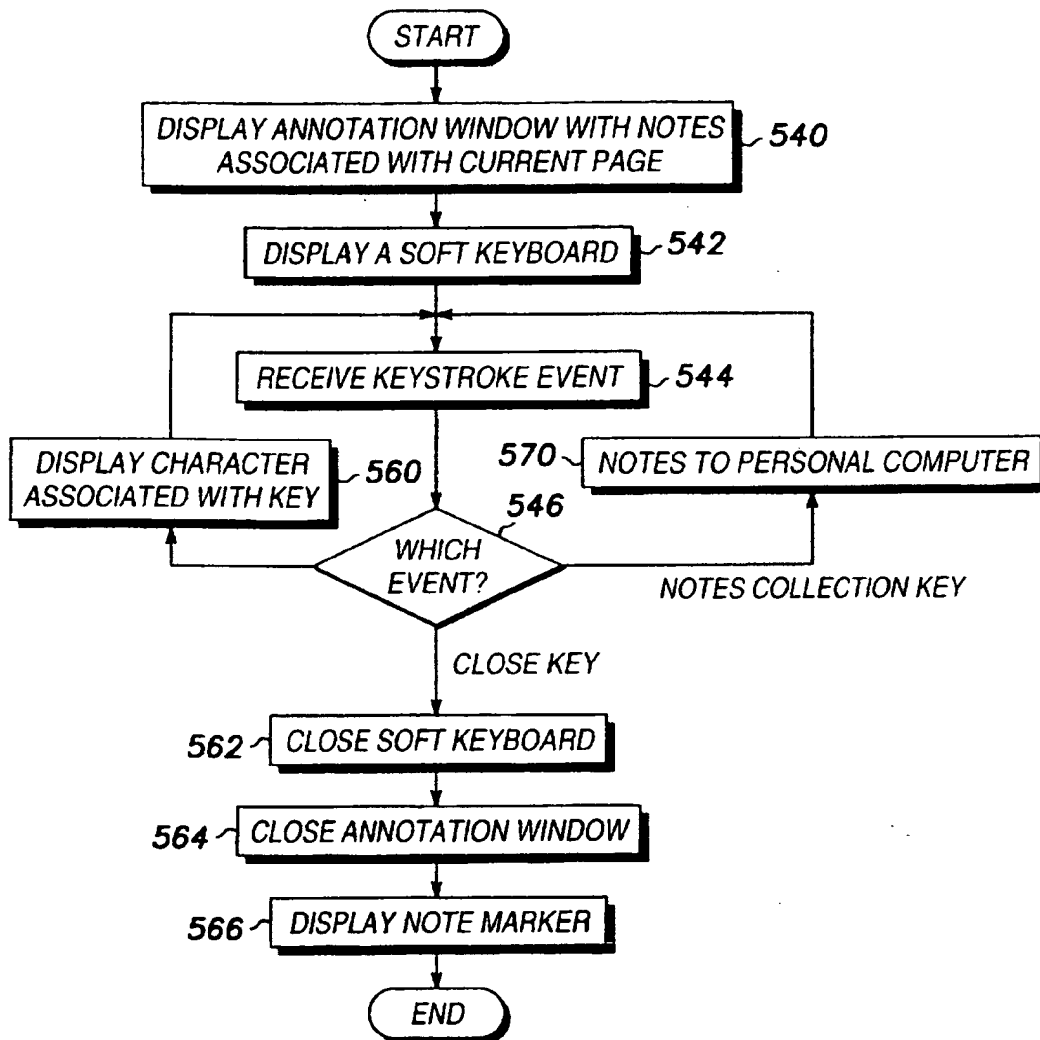 START
DISPLAY ANNOTATION WINDOW WITH NOTES
ASSOCIATED WITH CURRENT PAGE
540
DISPLAY A SOFT KEYBOARD
542
RECEIVE KEYSTROKE EVENT
544
DISPLAY CHARACTER
ASSOCIATED WITH KEY
560
570
NOTES TO PERSONAL COMPUTER
546
WHICH
EVENT?
NOTES COLLECTION KEY
CLOSE KEY
562
CLOSE SOFT KEYBOARD
564
CLOSE ANNOTATION WINDOW
566
DISPLAY NOTE MARKER
END